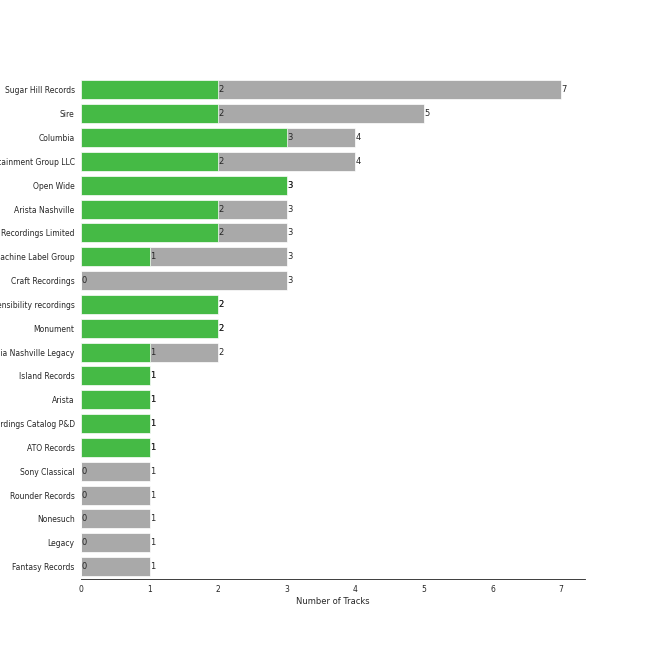 Sugar Hill Records 2 7
Sire 2 5
Columbia 3 4
tainment Group LLC 2 4
Open Wide 3
Arista Nashville 2 3
Recordings Limited 2 3
achine Label Group 1 3
Craft Recordings 0 3
ensibility recordings 2
Monument 2
ia Nashville Legacy 1 2
Island Records 1
Arista 1
rdings Catalog P&D 1
ATO Records 1
Sony Classical 0 1
Rounder Records 0 1
Nonesuch 0 1
Legacy 0 1
Fantasy Records 0 1
0 1 2 3 4 5 6 7
Number of Tracks